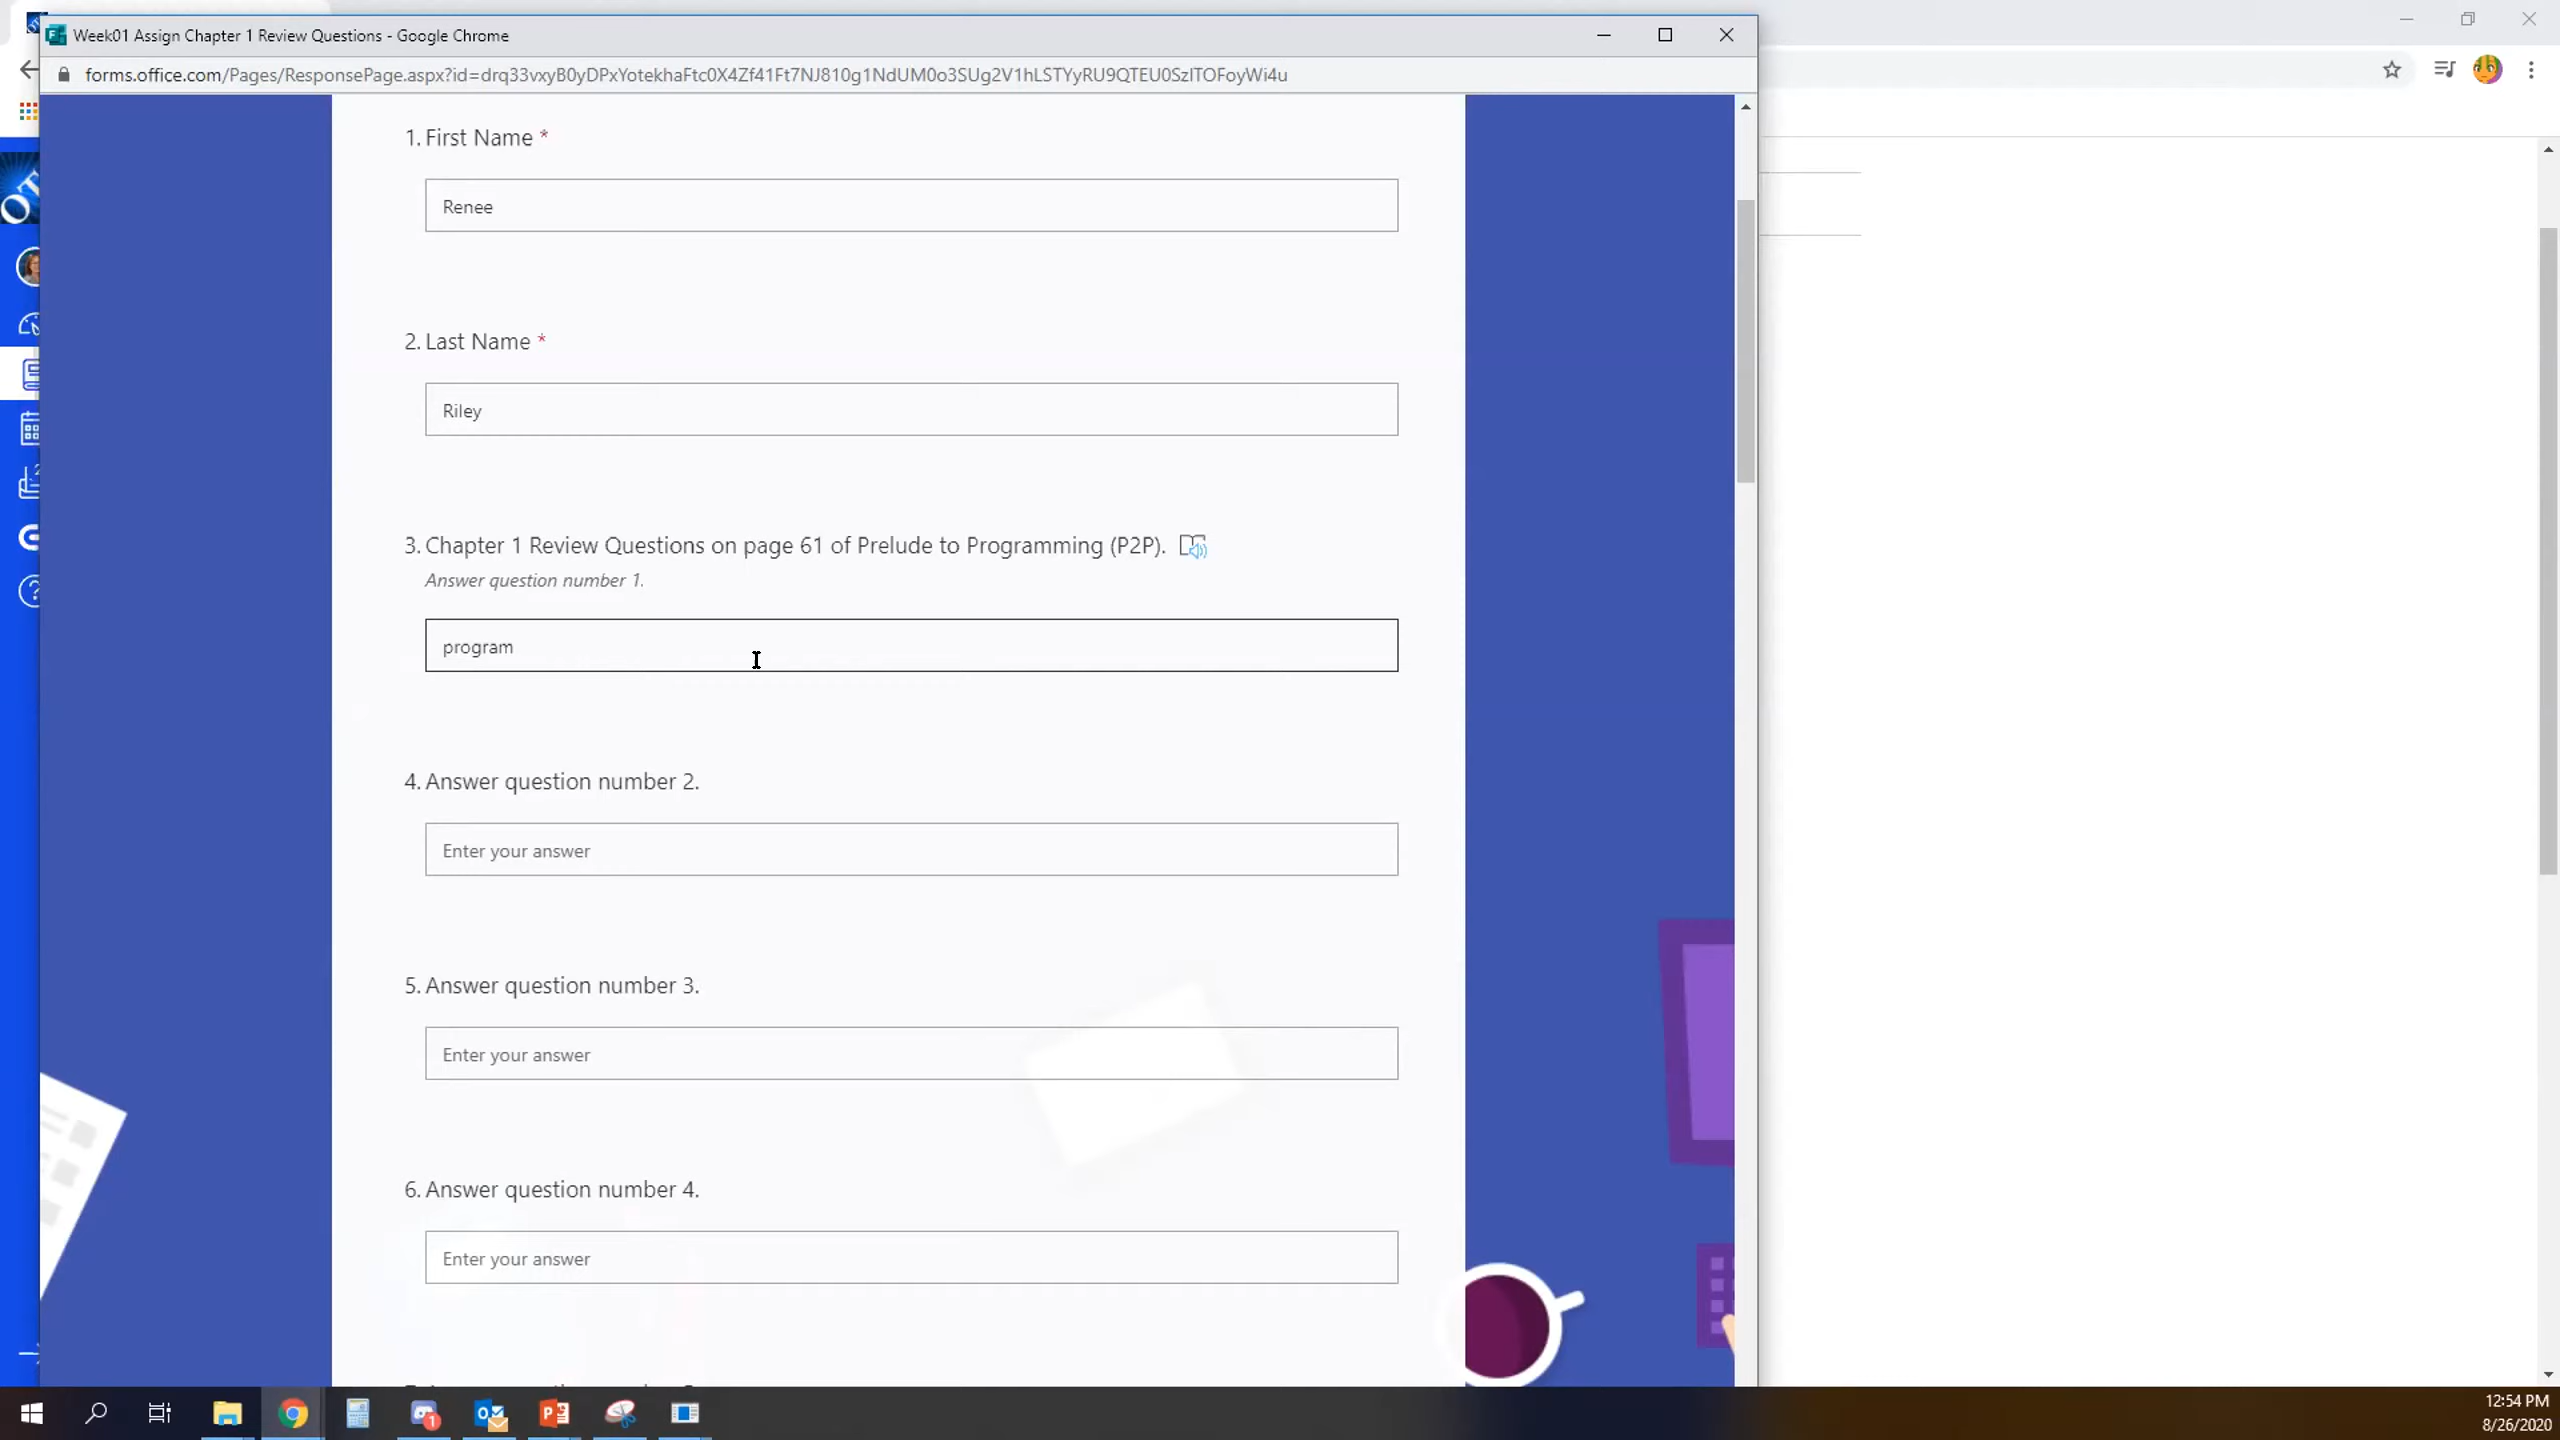 Week01 Assign Chapter 1 Review Questions - Google Chrome
forms.office.com/Pages/ResponsePage.aspx?id=drq33vxyB0yDPxYotekhaFtc0X4Zf41Ft7NJ810g1NdUM0o3SUg2V1hLSTYyRU9QTEU0SzlTOFoyWi4u
1. First Name *
Renee
2. Last Name *
Riley
3. Chapter 1 Review Questions on page 61 of Prelude to Programming (P2P).
Answer question number 1.
program
4. Answer question number 2.
Enter your answer
5. Answer question number 3.
Enter your answer
6. Answer question number 4.
Enter your answer
12:54 PM
8/26/2020